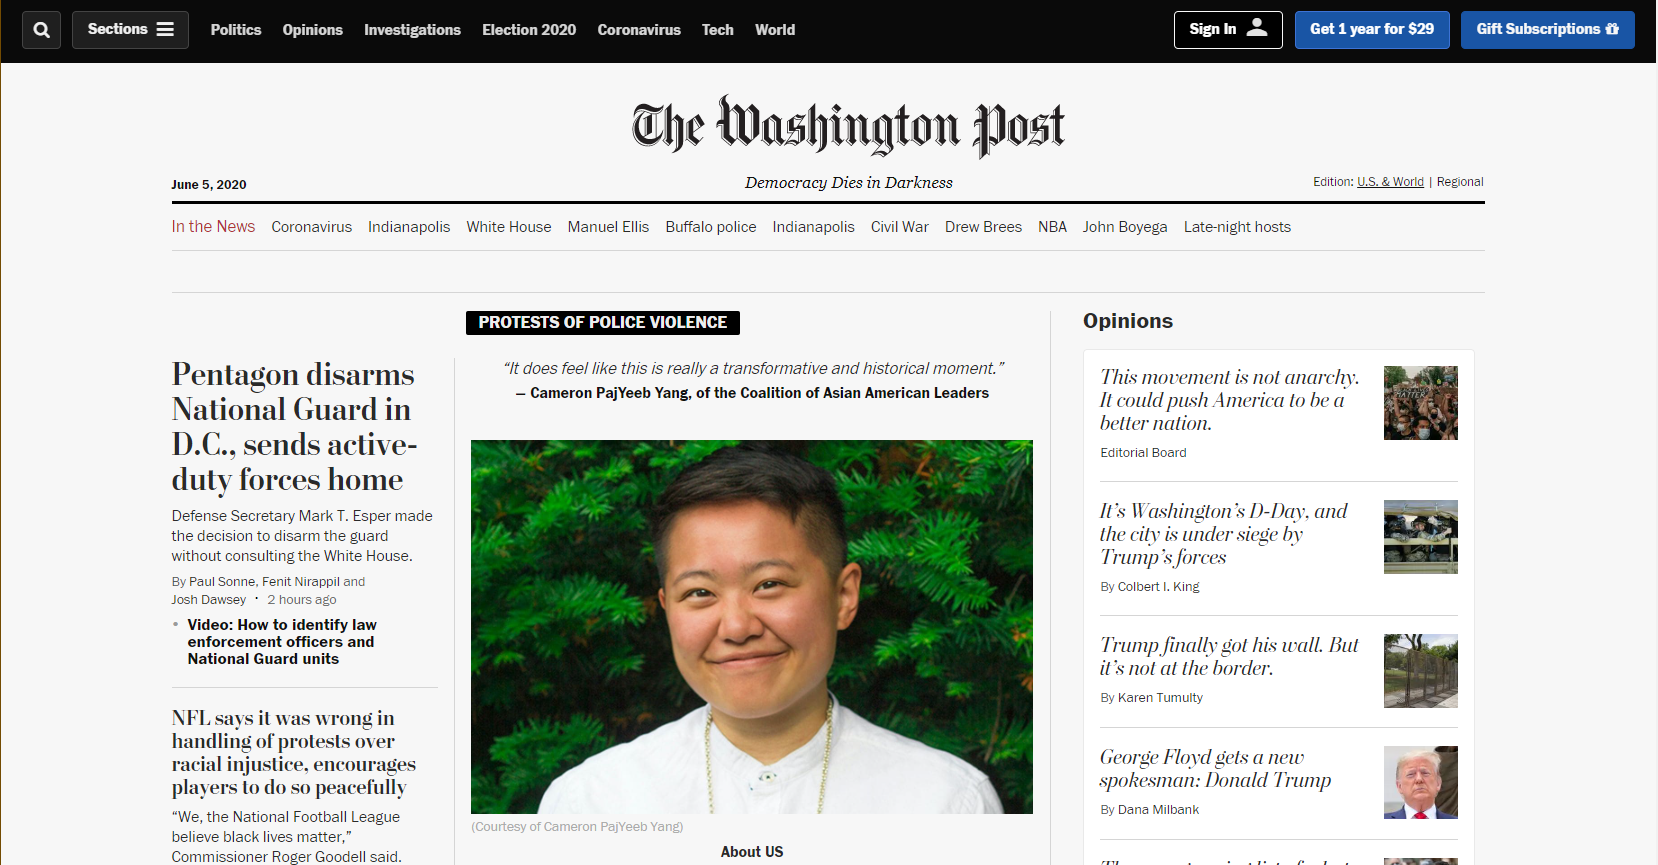 Sections
Politics
Opinions
Investigations
Election 2020
Coronavirus
Tech
World
Sign In
Get 1 year for $29
Gift Subscriptions
The Washington Post
June 5, 2020
Democracy Dies in Darkness
Edition: U.S. & World | Regional
In the News
Coronavirus
Indianapolis
White House
Manuel Ellis
Buffalo police
Indianapolis
Civil War
Drew Brees
NBA
John Boyega
Late-night hosts
Pentagon disarms
National Guard in
D.C., sends active-
duty forces home
Defense Secretary Mark T. Esper made
the decision to disarm the guard
without consulting the White House.
By Paul Sonne, Fenit Nirappil and
Josh Dawsey · 2 hours ago
• Video: How to identify law
enforcement officers and
National Guard units
NFL says it was wrong in
handling of protests over
racial injustice, encourages
players to do so peacefully
“We, the National Football League
believe black lives matter,”
Commissioner Roger Goodell said.
PROTESTS OF POLICE VIOLENCE
“It does feel like this is really a transformative and historical moment.”
— Cameron PajYeeb Yang, of the Coalition of Asian American Leaders
(Courtesy of Cameron PajYeeb Yang)
About US
Opinions
This movement is not anarchy.
It could push America to be a
better nation.
Editorial Board
MATTER
It’s Washington’s D-Day, and
the city is under siege by
Trump’s forces
By Colbert I. King
Trump finally got his wall. But
it’s not at the border.
By Karen Tumulty
George Floyd gets a new
spokesman: Donald Trump
By Dana Milbank